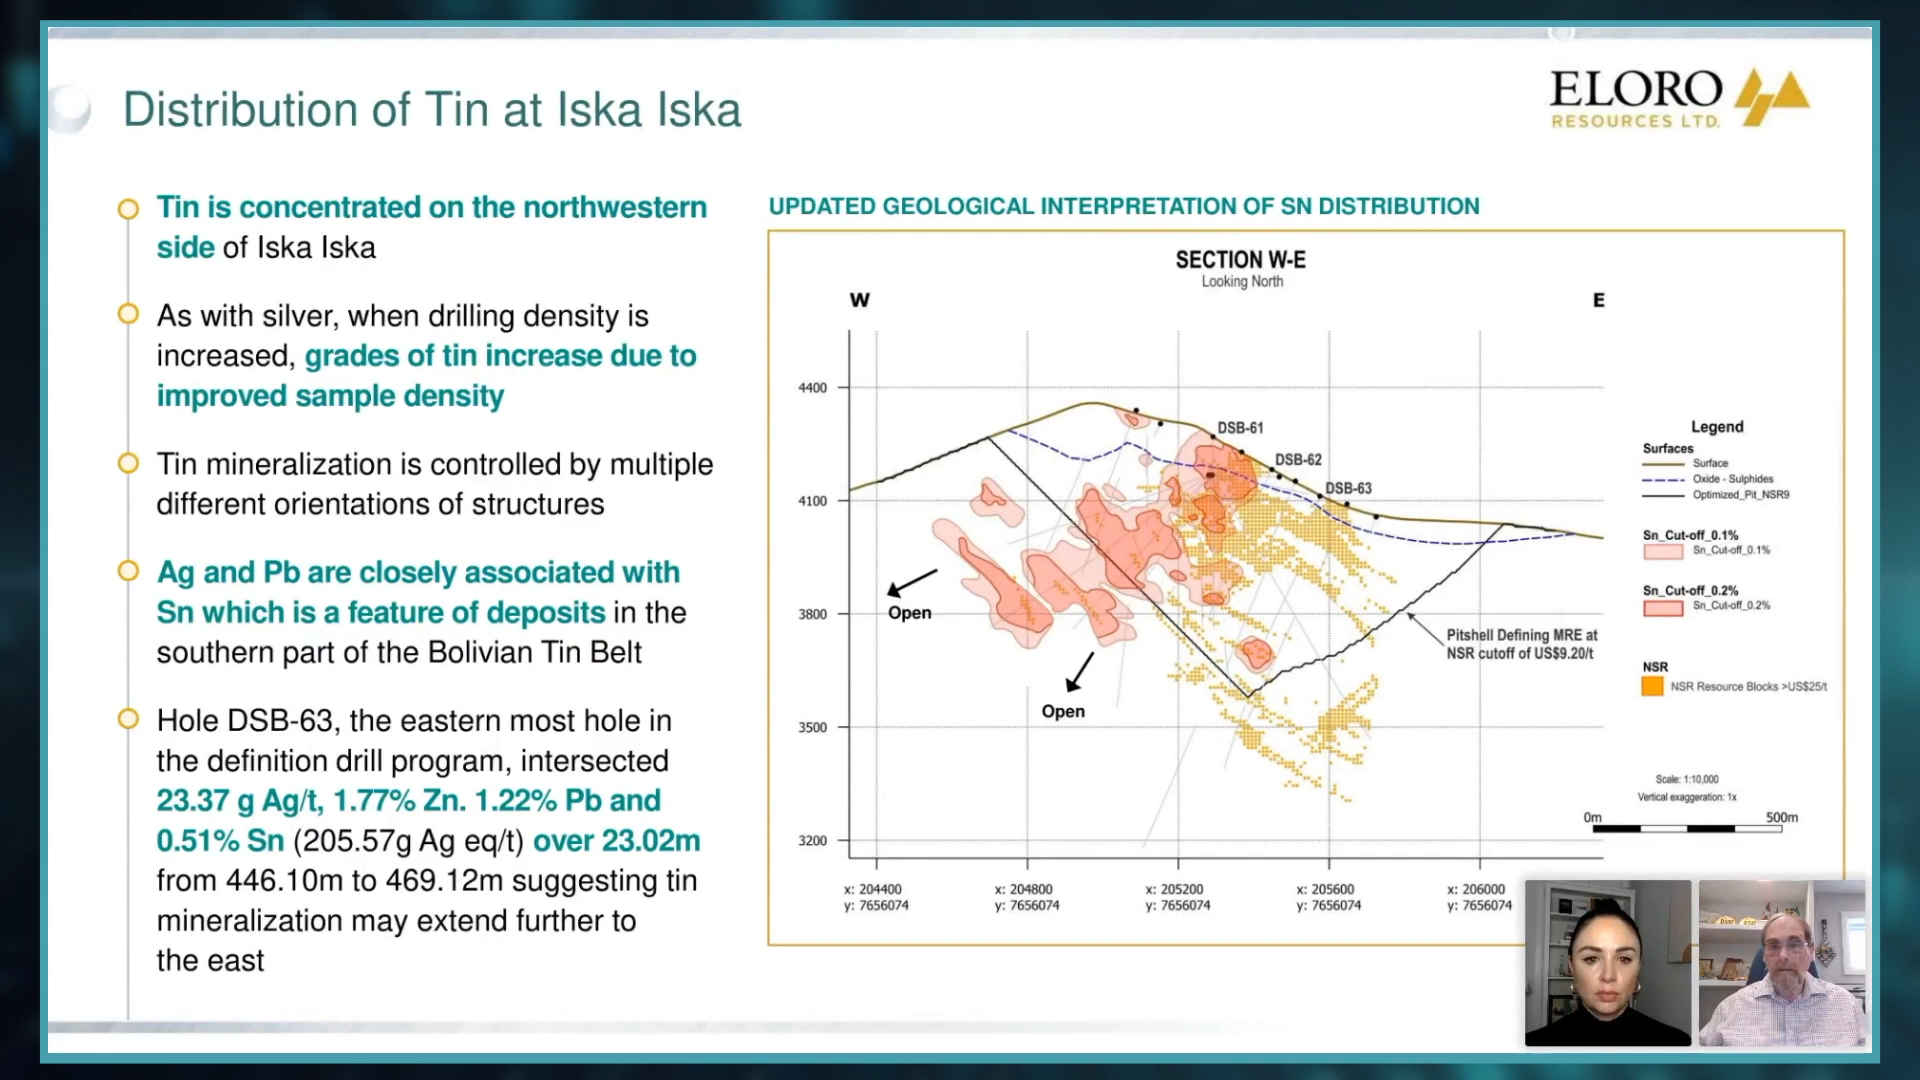 Distribution of Tin at Iska Iska
ELORO
RESOURCES LTD.
Tin is concentrated on the northwestern
side of Iska Iska
As with silver, when drilling density is
increased, grades of tin increase due to
improved sample density
Tin mineralization is controlled by multiple
different orientations of structures
Ag and Pb are closely associated with
Sn which is a feature of deposits in the
southern part of the Bolivian Tin Belt
Hole DSB-63, the eastern most hole in
the definition drill program, intersected
23.37 g Ag/t, 1.77% Zn. 1.22% Pb and
0.51% Sn (205.57g Ag eq/t) over 23.02m
from 446.10m to 469.12m suggesting tin
mineralization may extend further to
the east
UPDATED GEOLOGICAL INTERPRETATION OF SN DISTRIBUTION
SECTION W-E
Looking North
W
E
4400
4100
3800
3500
3200
DSB-61
DSB-62
DSB-63
Open
Open
Pitshell Defining MRE at
NSR cutoff of US$9.20/t
x: 204400
y: 7656074
x: 204800
y: 7656074
x: 205200
y: 7656074
x: 205600
y: 7656074
x: 206000
y: 7656074
Legend
Surfaces
Surface
Oxide - Sulphides
Optimized_Pit_NSR9
Sn_Cut-off_0.1%
Sn_Cut-off_0.1%
Sn_Cut-off_0.2%
Sn_Cut-off_0.2%
NSR
NSR Resource Blocks >US$25/t
Scale: 1:10,000
Vertical exaggeration: 1x
0m
500m